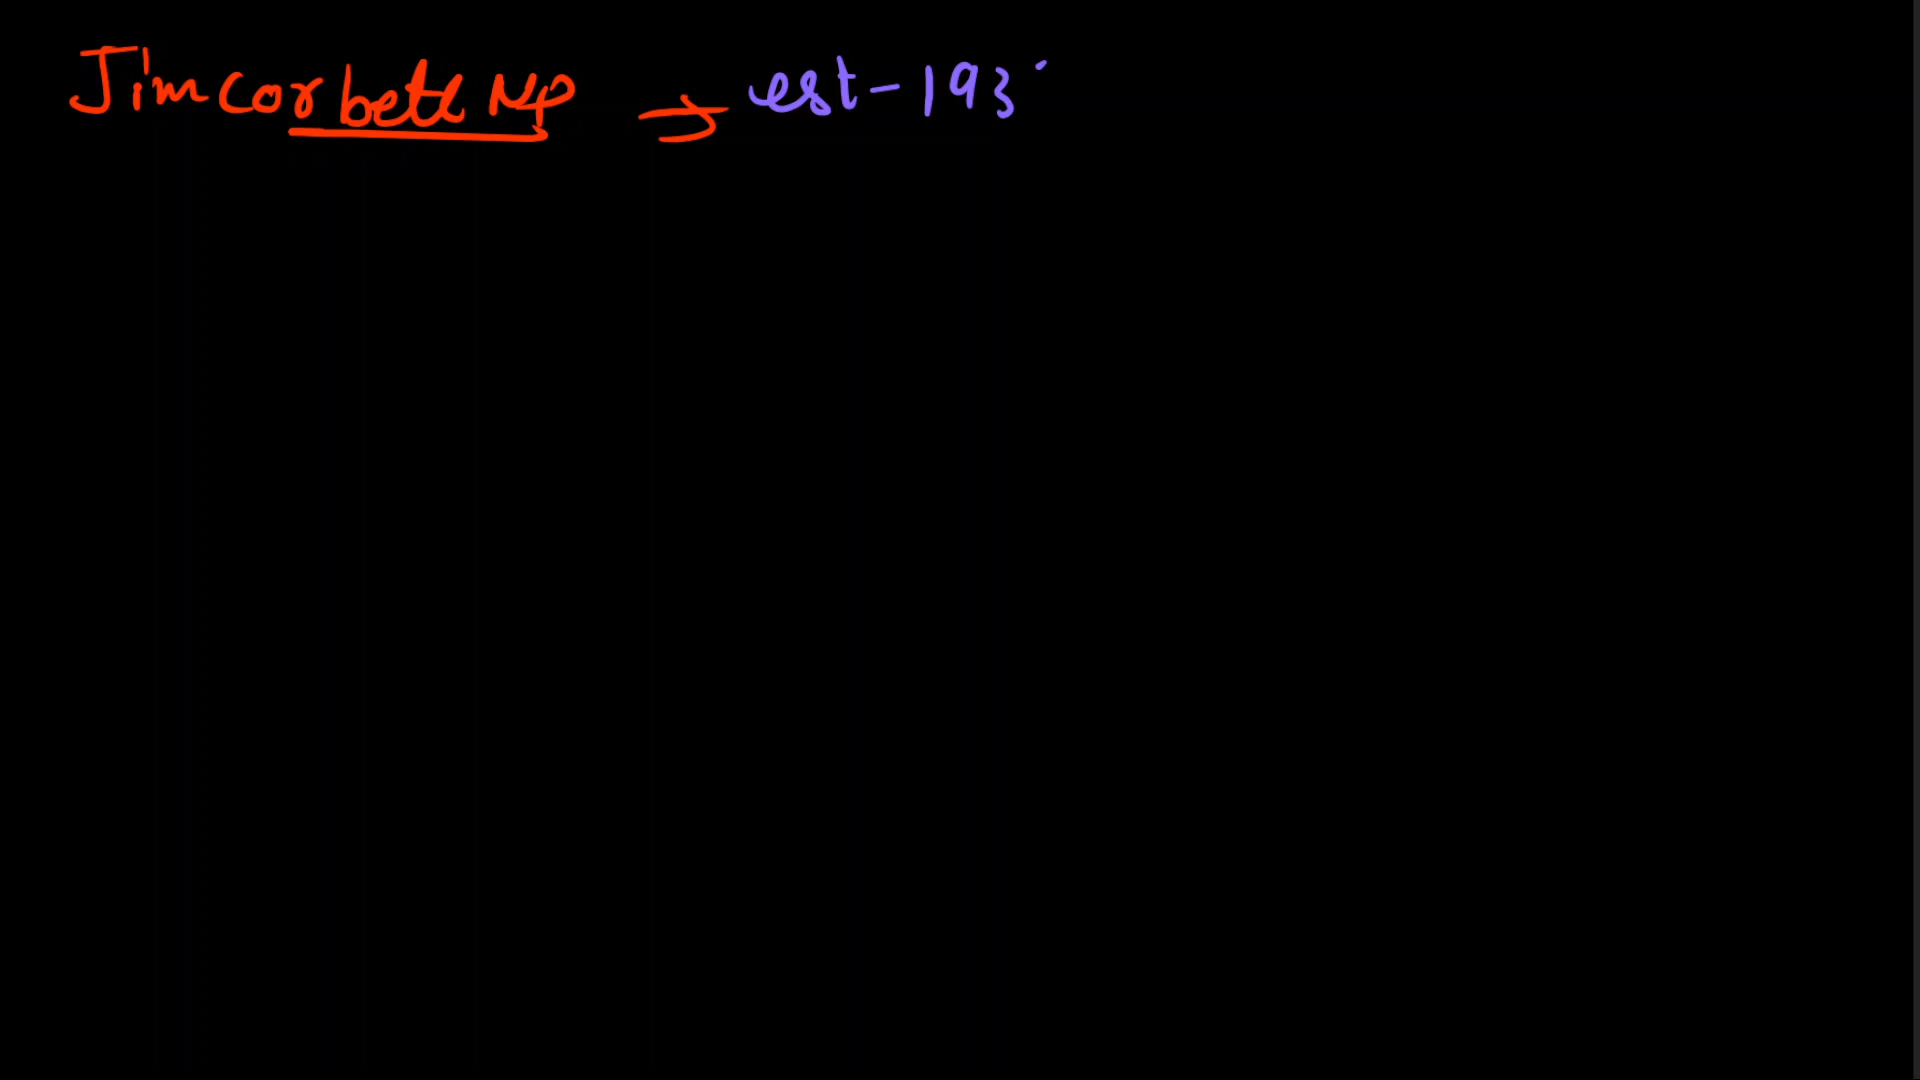 Jim corbett NP → est - 193